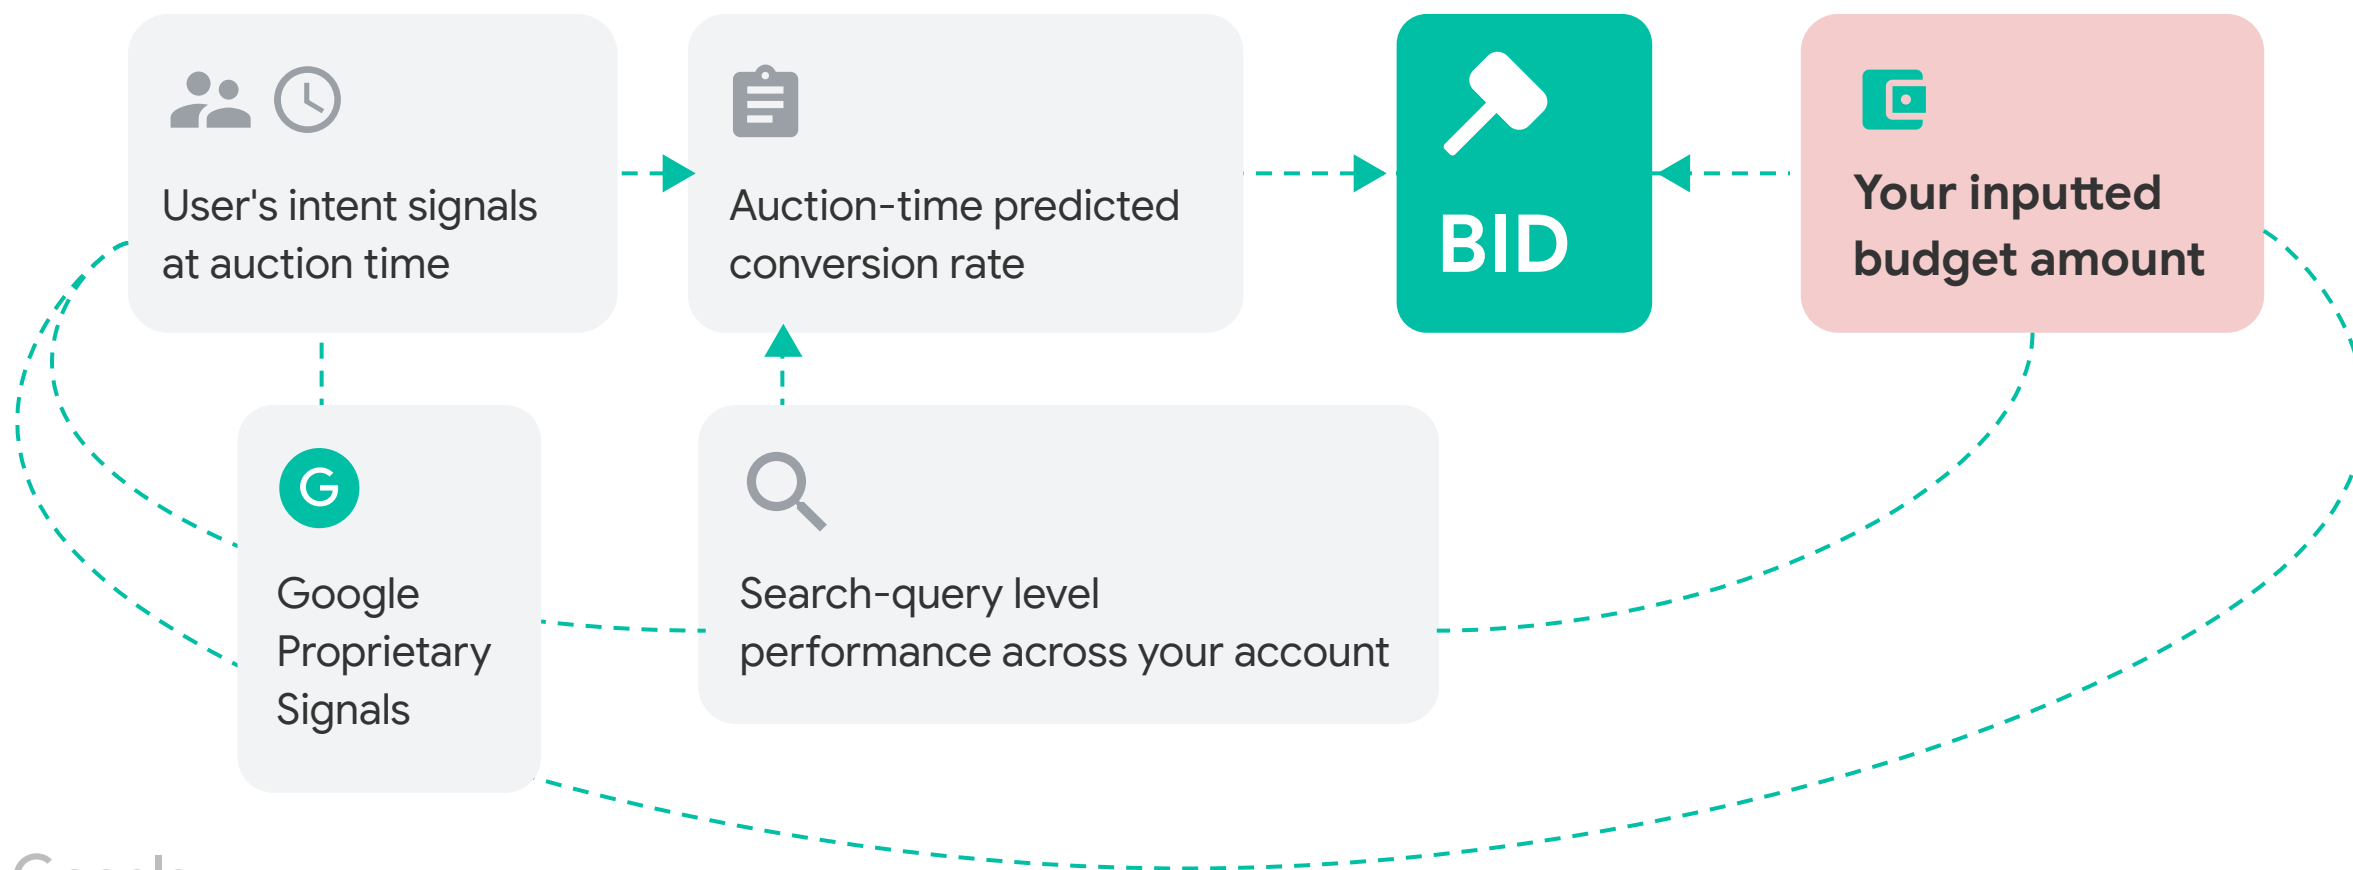 User's intent signals
at auction time
Auction-time predicted
conversion rate
BID
Your inputted
budget amount
G
Google
Proprietary
Signals
Search-query level
performance across your account